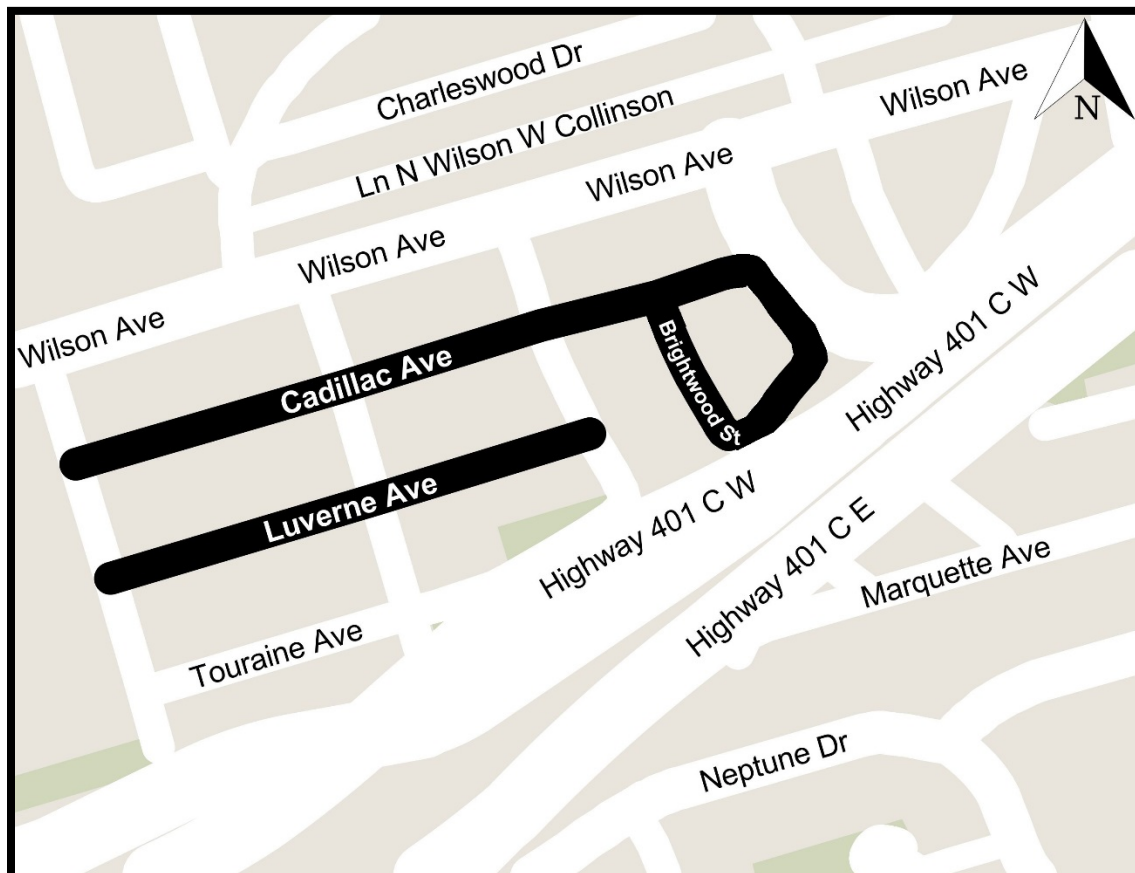 Charleswood Dr
Ln N Wilson W Collinson
Wilson Ave
N
Wilson Ave
Wilson Ave
Wilson Ave
Cadillac Ave
Brightwood St
Highway 401 C W
Luverne Ave
Highway 401 C W
Highway 401 C E
Marquette Ave
Touraine Ave
Neptune Dr